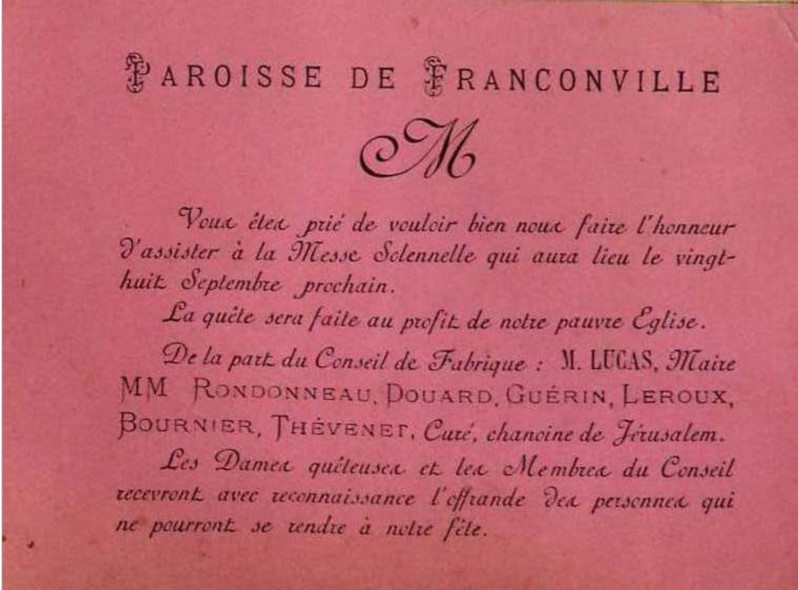 PAROISSE DE FRANCONVILLE
M
Vous êtes prié de vouloir bien nous faire l'honneur
d'assister à la Messe Solennelle qui aura lieu le vingt-
huit Septembre prochain.
La quête sera faite au profit de notre pauvre Eglise.
De la part du Conseil de Fabrique : M. LUCAS, Maire
MM RONDONNEAU, DOUARD, GUÉRIN, LEROUX,
BOURNIER, THÉVENET, Curé, chanoine de Jérusalem.
Les Dames quêteuses et les Membres du Conseil
recevront avec reconnaissance l'offrande des personnes qui
ne pourront se rendre à notre fête.